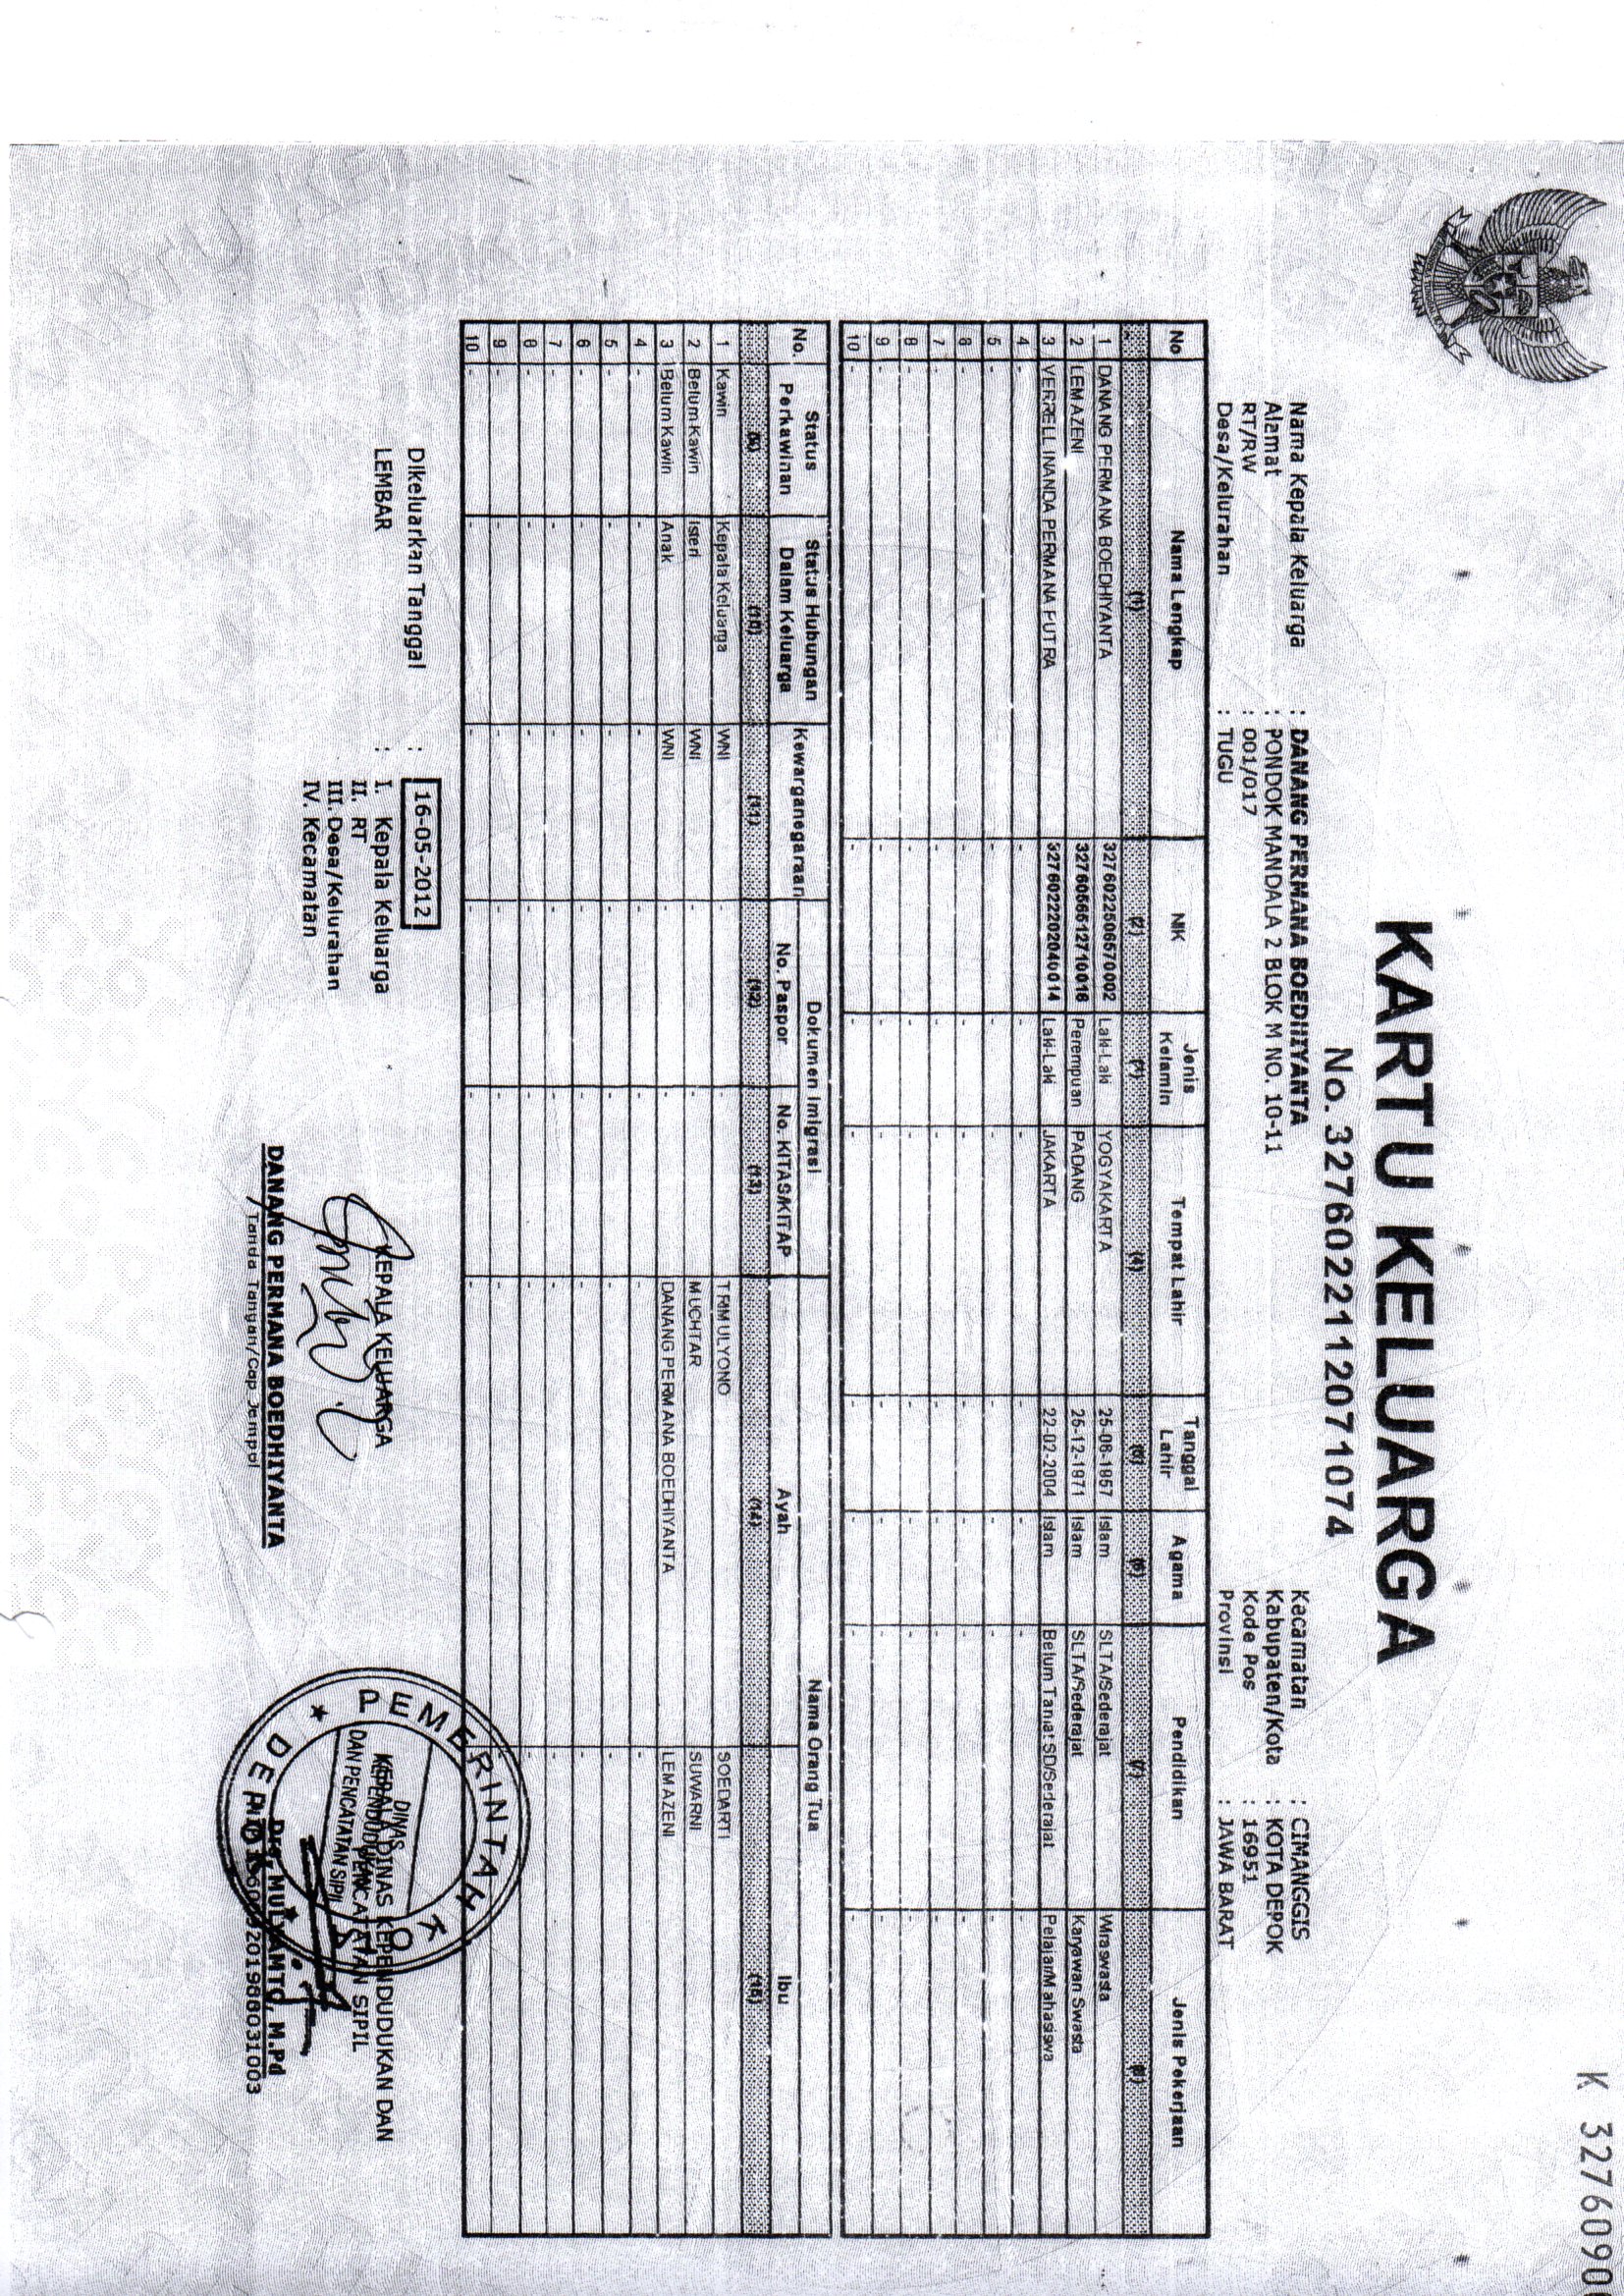 K 3276090
KARTU KELUARGA
No. 3276022112071074
Nama Kepala Keluarga : DANANG PERMANA BOEDHIYANTA
Alamat : PONDOK MANDALA 2 BLOK M NO. 10-11
RT/RW : 001/017
Desa/Kelurahan : TUGU
Kecamatan : CIMANGGIS
Kabupaten/Kota : KOTA DEPOK
Kode Pos : 16951
Provinsi : JAWA BARAT
No Nama Lengkap NIK Jenis Kelamin Tempat Lahir Tanggal Lahir Agama Pendidikan Jenis Pekerjaan
(1) (2) (3) (4) (5) (6) (7) (8)
1 DANANG PERMANA BOEDHIYANTA 3276022506570002 Laki-Laki YOGYAKARTA 25-06-1957 Islam SLTA/Sederajat Wiraswasta
2 LEMAZENI 3276056512710016 Perempuan PADANG 25-12-1971 Islam SLTA/Sederajat Karyawan Swasta
3 VERRELL INANDA PERMANA PUTRA 3276022202040014 Laki-Laki JAKARTA 22-02-2004 Islam Belum Tamat SD/Sederajat Pelajar/Mahasiswa
4 - - - - - - - -
5 - - - - - - - -
6 - - - - - - - -
7 - - - - - - - -
8 - - - - - - - -
9 - - - - - - - -
10 - - - - - - - -
No. Status Perkawinan Status Hubungan Dalam Keluarga Kewarganegaraan Dokumen Imigrasi Nama Orang Tua
No. Paspor No. KITAS/KITAP Ayah Ibu
(9) (10) (11) (12) (13) (14) (15)
1 Kawin Kepala Keluarga WNI - - TRIMULYONO SOEDARTI
2 Belum Kawin Isteri WNI - - MUCHTAR SUWARNI
3 Belum Kawin Anak WNI - - DANANG PERMANA BOEDHIYANTA LEMAZENI
4 - - - - - - -
5 - - - - - - -
6 - - - - - - -
7 - - - - - - -
8 - - - - - - -
9 - - - - - - -
10 - - - - - -
Dikeluarkan Tanggal : 16-05-2012
LEMBAR : I. Kepala Keluarga
II. RT
III. Desa/Kelurahan
IV. Kecamatan
KEPALA KELUARGA
DANANG PERMANA BOEDHIYANTA
Tanda Tangan/Cap Jempol
KEPALA DINAS KEPENDUDUKAN DAN
PENCATATAN SIPIL
Drs. MULYAMTO, M.Pd
PEMERINTAH KOTA
DINAS
KEPENDUDUKAN
DAN PENCATATAN SIPIL
DEPOK